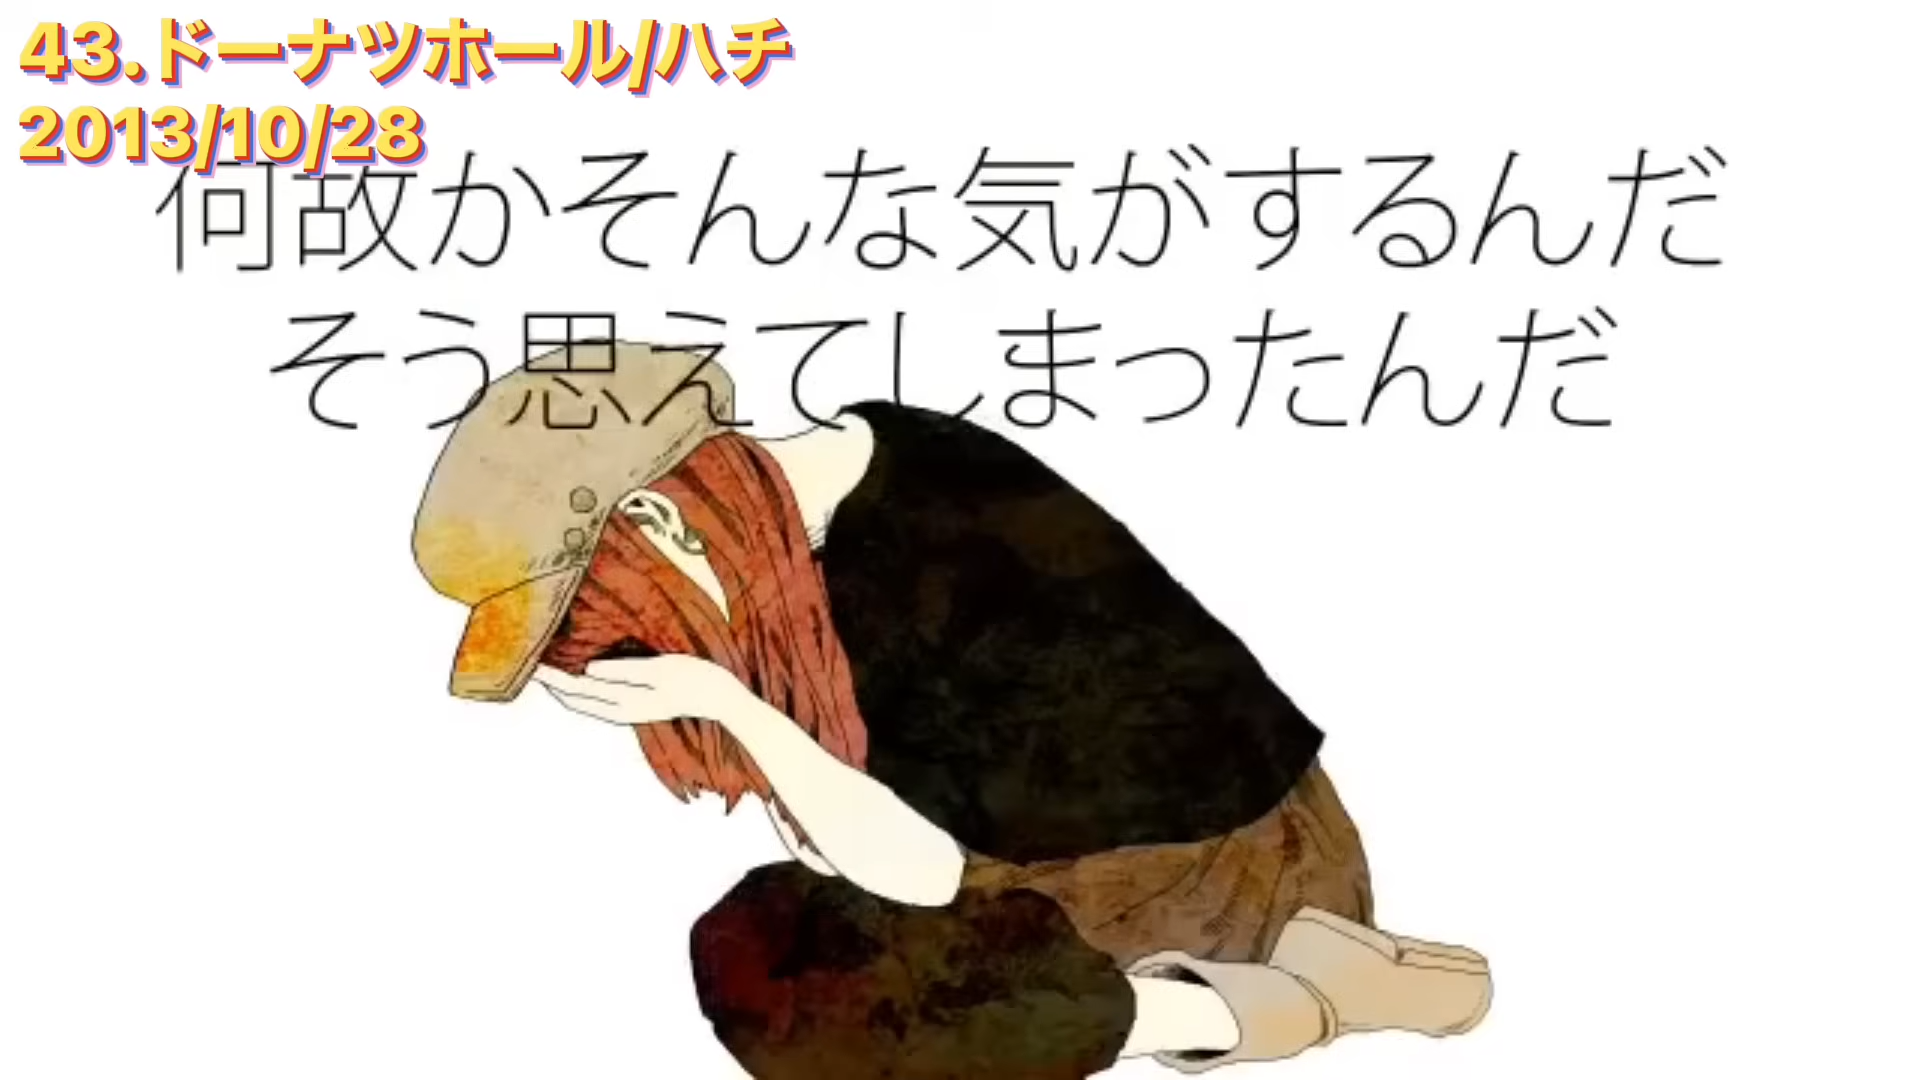 43.ドーナツホール/ハチ
2013/10/28
何故かそんな気がするんだ
そう思えてしまったんだ